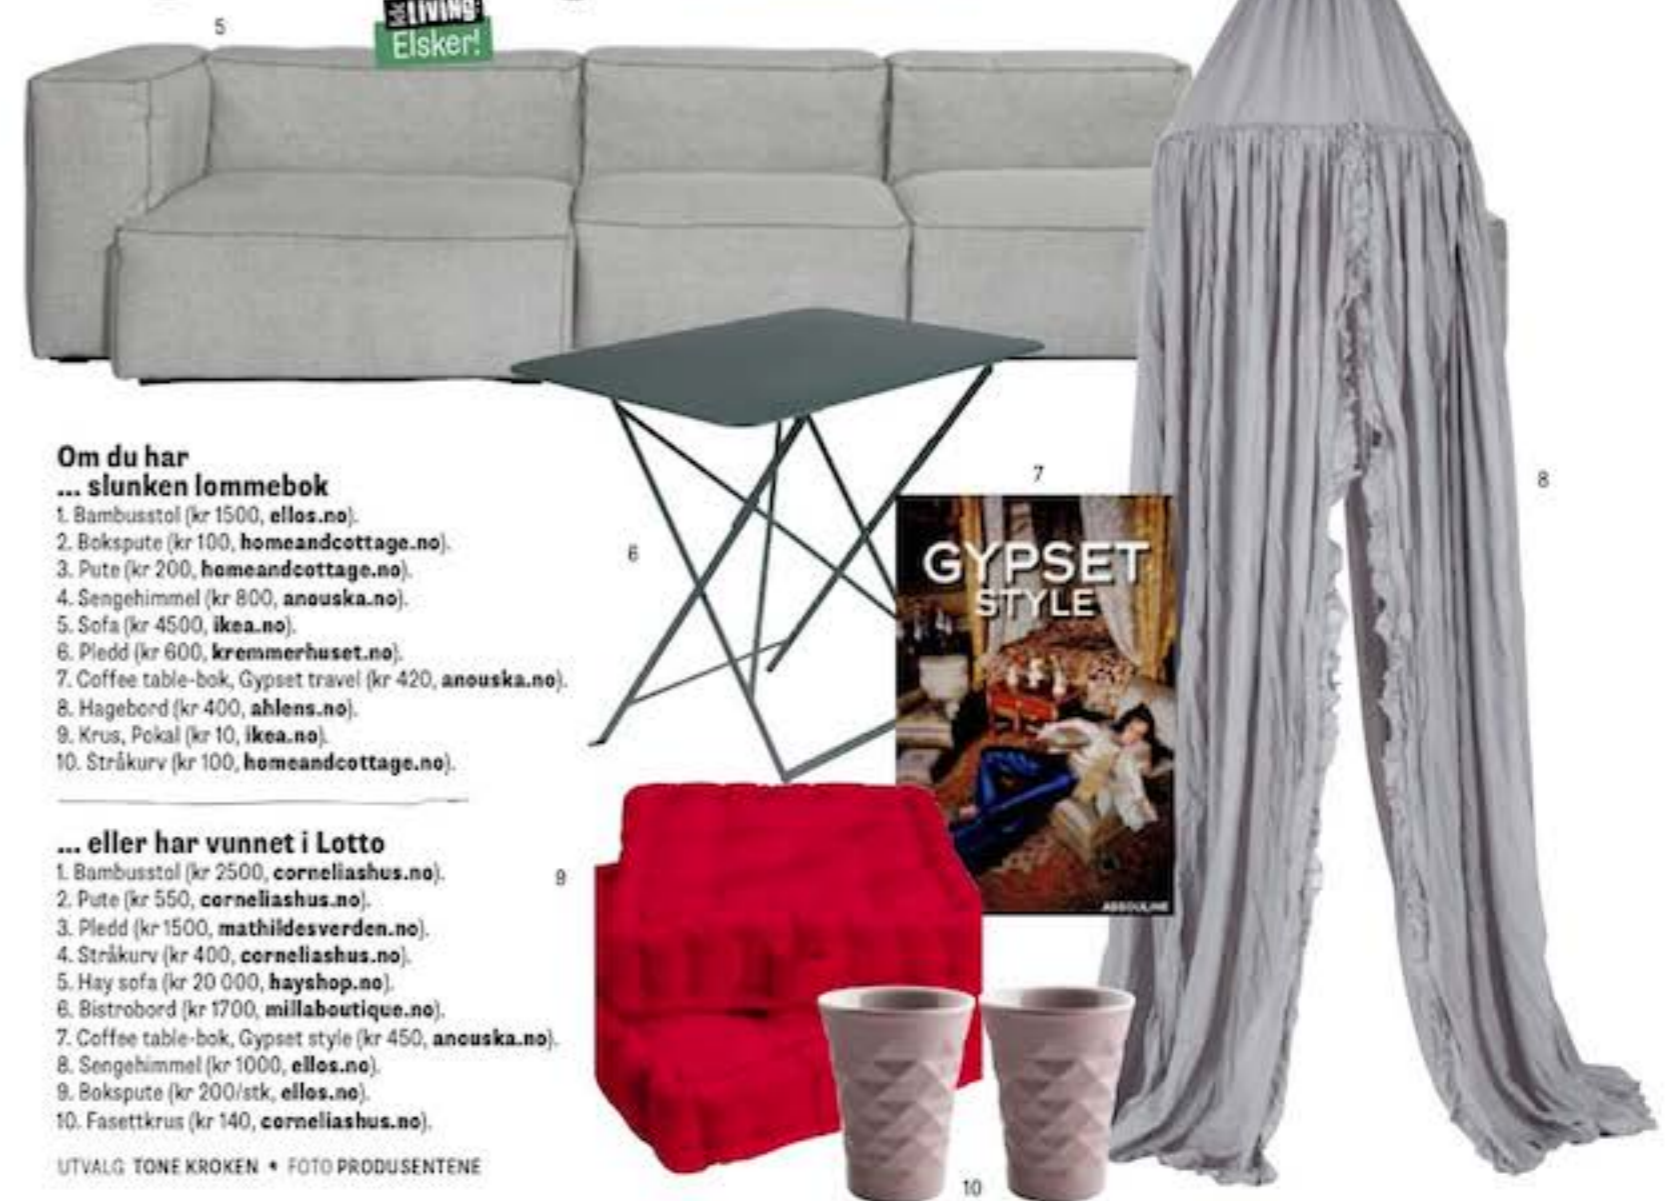 5
kk LIVING:
Elsker!
Om du har
... slunken lommebok
1. Bambusstol (kr 1500, ellos.no).
2. Bokspute (kr 100, homeandcottage.no).
3. Pute (kr 200, homeandcottage.no).
4. Sengehimmel (kr 800, anouska.no).
5. Sofa (kr 4500, ikea.no).
6. Pledd (kr 600, kremmerhuset.no).
7. Coffee table-bok, Gypset travel (kr 420, anouska.no).
8. Hagebord (kr 400, ahlens.no).
9. Krus, Pokal (kr 10, ikea.no).
10. Stråkurv (kr 100, homeandcottage.no).
... eller har vunnet i Lotto
1. Bambusstol (kr 2500, corneliashus.no).
2. Pute (kr 550, corneliashus.no).
3. Pledd (kr 1500, mathildesverden.no).
4. Stråkurv (kr 400, corneliashus.no).
5. Hay sofa (kr 20 000, hayshop.no).
6. Bistrobord (kr 1700, millaboutique.no).
7. Coffee table-bok, Gypset style (kr 450, anouska.no).
8. Sengehimmel (kr 1000, ellos.no).
9. Bokspute (kr 200/stk, ellos.no).
10. Fasettkrus (kr 140, corneliashus.no).
UTVALG TONE KROKEN * FOTO PRODUSENTENE
6
7
GYPSET
STYLE
ASSOULINE
8
9
10